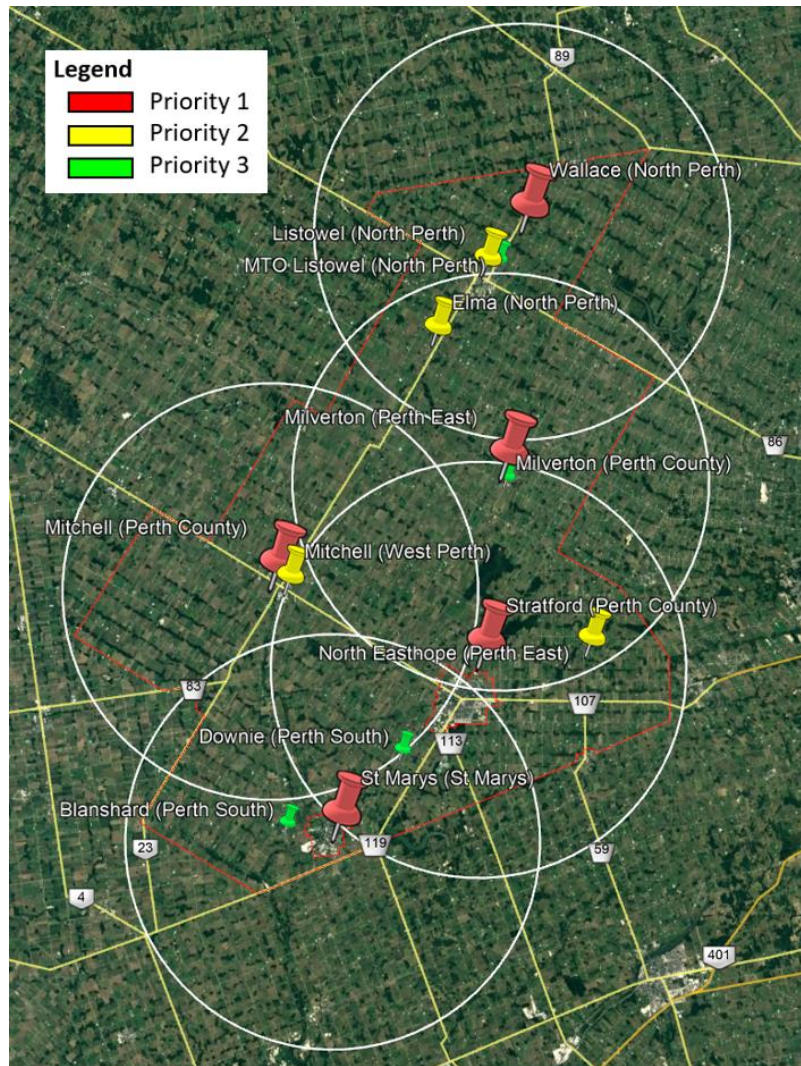 Legend
Priority 1
Priority 2
Priority 3
89
Wallace (North Perth)
Listowel (North Perth)
MTO Listowel (North Perth)
Elma (North Perth)
Milverton (Perth East)
86
Milverton (Perth County)
Mitchell (Perth County)
Mitchell (West Perth)
Stratford (Perth County)
North Easthope (Perth East)
83
107
Downie (Perth South)
113
St Marys (St Marys)
Blanshard (Perth South)
23
119
59
4
401